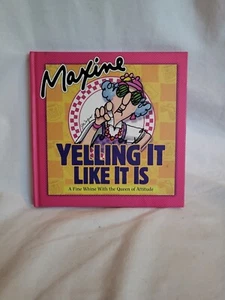 Maxine
YELLING IT
LIKE IT IS
A Fine Whine With the Queen of Attitude